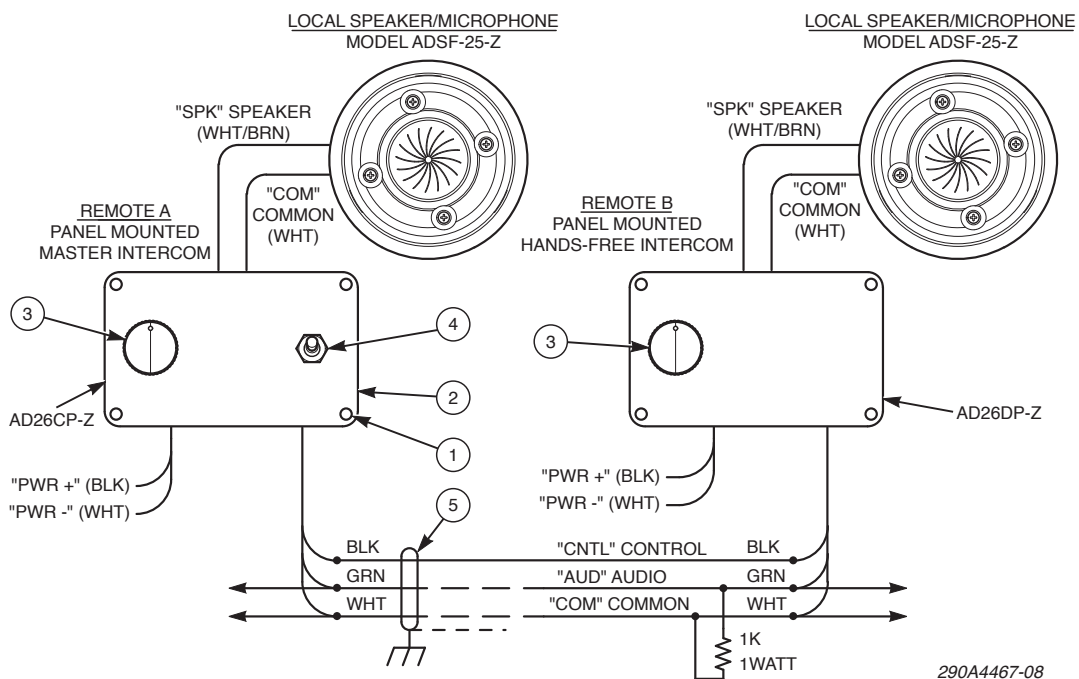 LOCAL SPEAKER/MICROPHONE
MODEL ADSF-25-Z
LOCAL SPEAKER/MICROPHONE
MODEL ADSF-25-Z
"SPK" SPEAKER
(WHT/BRN)
"COM"
COMMON
(WHT)
REMOTE A
PANEL MOUNTED
MASTER INTERCOM
"SPK" SPEAKER
(WHT/BRN)
"COM"
COMMON
(WHT)
REMOTE B
PANEL MOUNTED
HANDS-FREE INTERCOM
3
4
2
1
AD26CP-Z
3
AD26DP-Z
"PWR +" (BLK)
"PWR -" (WHT)
"PWR +" (BLK)
"PWR -" (WHT)
5
BLK
"CNTL" CONTROL
BLK
GRN
"AUD" AUDIO
GRN
WHT
"COM" COMMON
WHT
1K
1WATT
290A4467-08